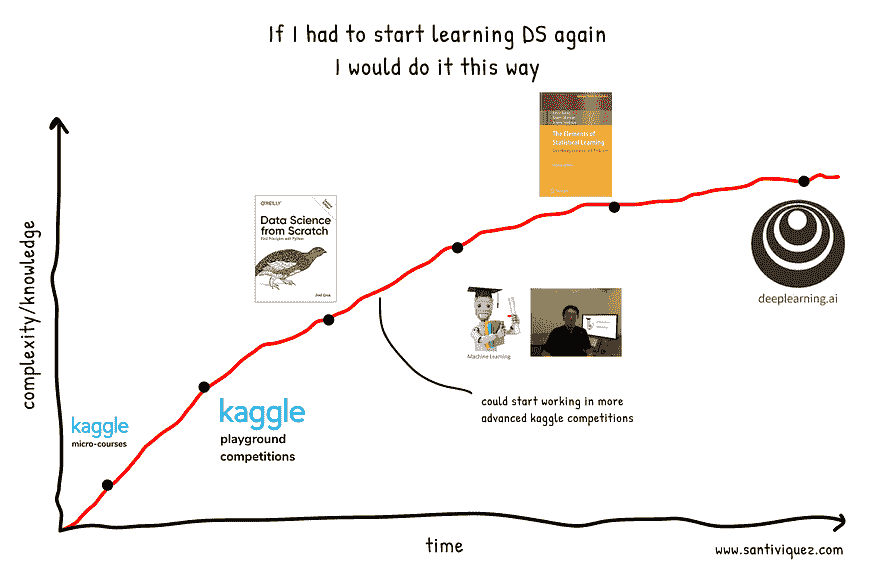 If I had to start learning DS again
I would do it this way
complexity/knowledge
kaggle
micro-courses
kaggle
playground
competitions
O'REILLY
Data Science
from Scratch
First Principles with Python
Joel Grus
The Elements of
Statistical Learning
Machine Learning
could start working in more
advanced kaggle competitions
deeplearning.ai
time
www.santiviquez.com